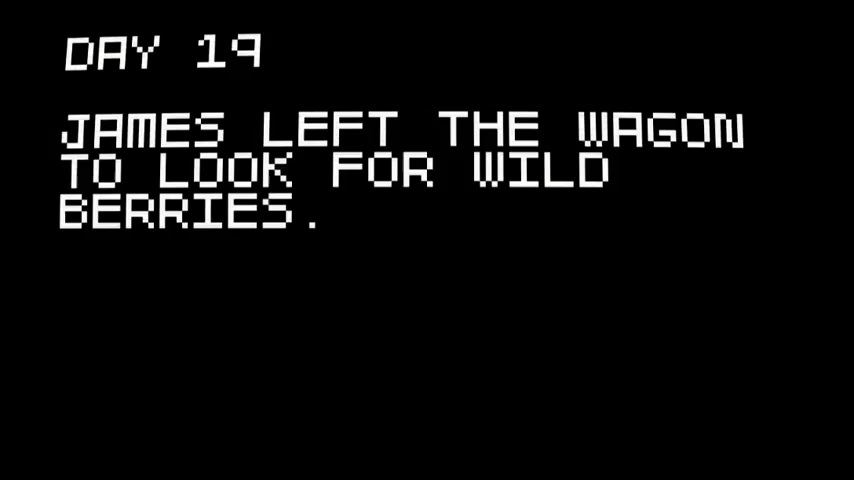 DAY 19
JAMES LEFT THE WAGON
TO LOOK FOR WILD
BERRIES.